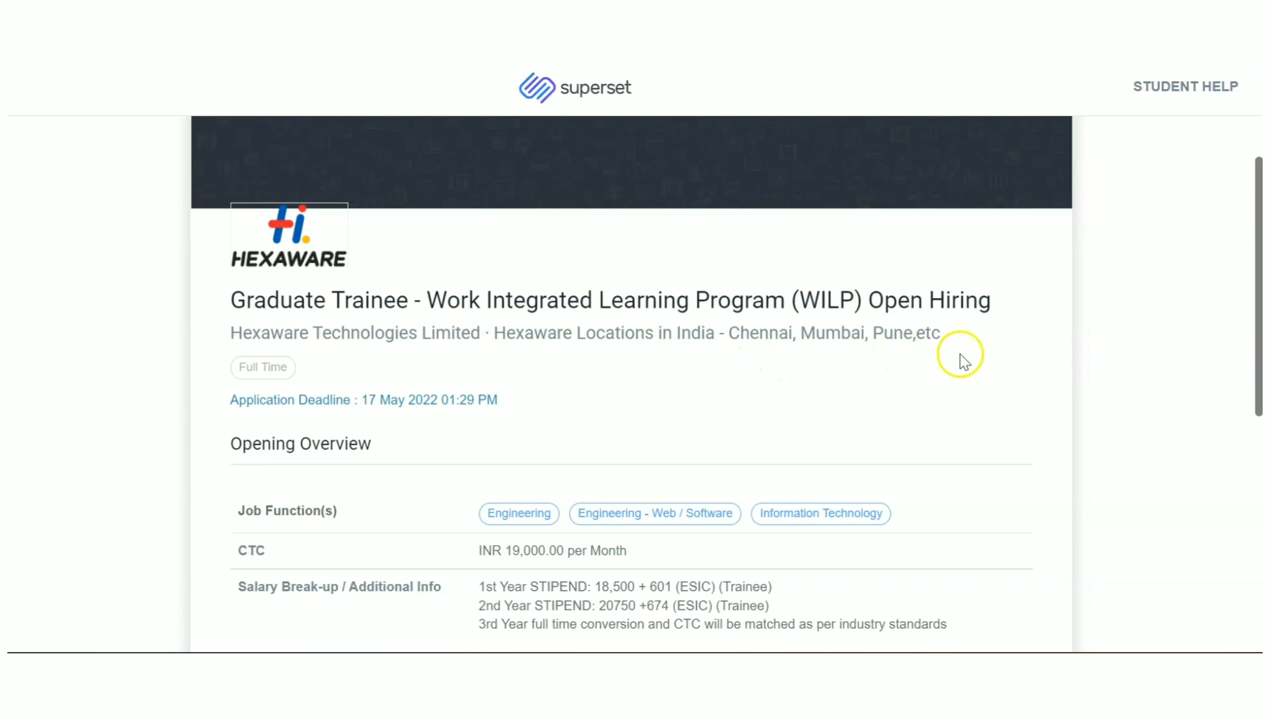 superset
STUDENT HELP
Hi.
HEXAWARE
Graduate Trainee - Work Integrated Learning Program (WILP) Open Hiring
Hexaware Technologies Limited · Hexaware Locations in India - Chennai, Mumbai, Pune,etc
Full Time
Application Deadline : 17 May 2022 01:29 PM
Opening Overview
Job Function(s)
Engineering
Engineering - Web / Software
Information Technology
CTC
INR 19,000.00 per Month
Salary Break-up / Additional Info
1st Year STIPEND: 18,500 + 601 (ESIC) (Trainee)
2nd Year STIPEND: 20750 +674 (ESIC) (Trainee)
3rd Year full time conversion and CTC will be matched as per industry standards